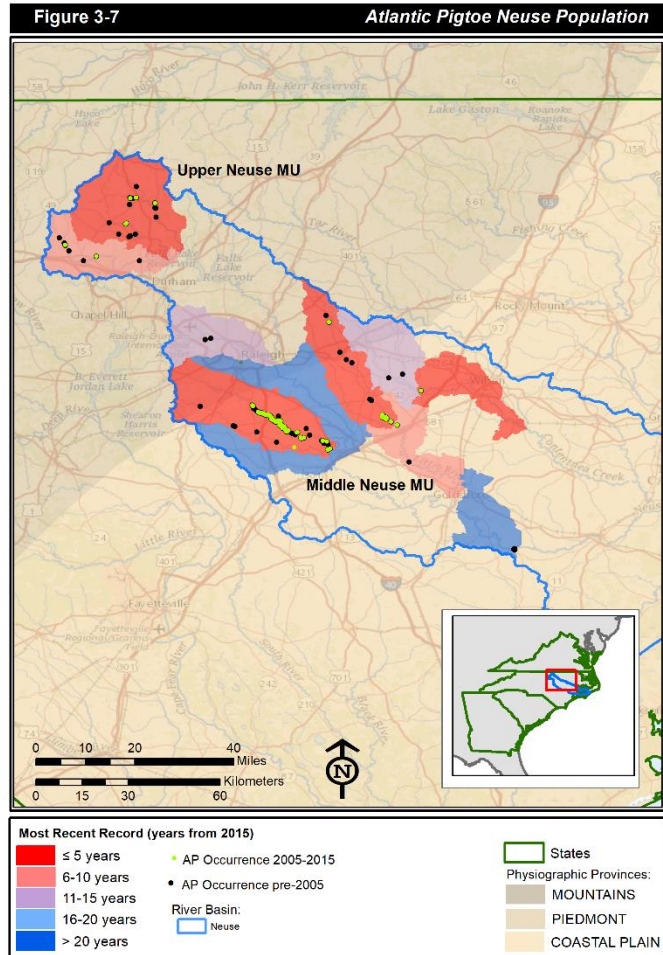 Figure 3-7
Atlantic Pigtoe Neuse Population
John H. Kerr Reservoir
Lake Gaston
Roanoke
Rapids
Lake
Upper Neuse MU
Tar River
Fishing Creek
Falls
Lake
Reservoir
Durham
Chapel Hill
Rocky Mount
Raleigh
B. Everett
Jordan Lake
Shearon
Harris
Reservoir
Deep River
Contentnea Creek
Middle Neuse MU
Little River
Fayetteville
Cape Fear River
South River
Black River
0 5 10 20 40
Miles
Kilometers
0 15 30 60
N
Most Recent Record (years from 2015)
≤ 5 years
6-10 years
11-15 years
16-20 years
> 20 years
AP Occurrence 2005-2015
AP Occurrence pre-2005
River Basin:
Neuse
States
Physiographic Provinces:
MOUNTAINS
PIEDMONT
COASTAL PLAIN